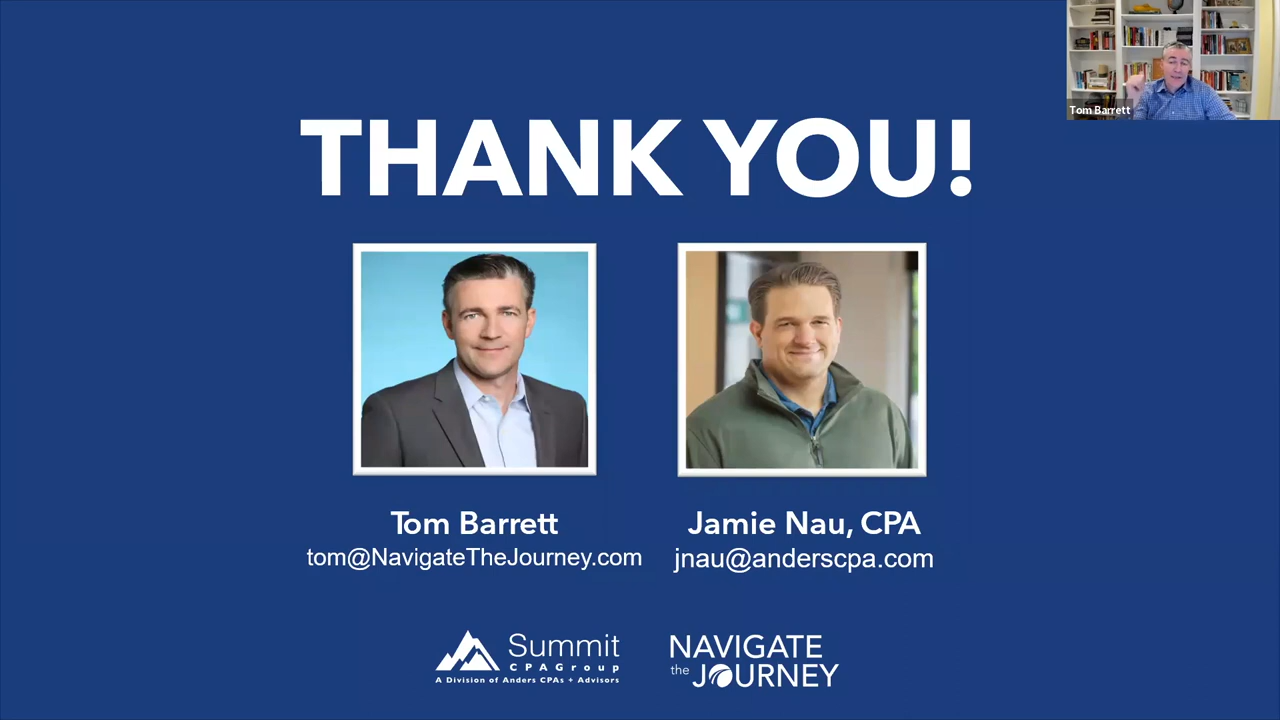 Tom Barrett
THANK YOU!
Tom Barrett
tom@NavigateTheJourney.com
Jamie Nau, CPA
jnau@anderscpa.com
Summit
CPAGroup
A Division of Anders CPAs + Advisors
NAVIGATE
the JOURNEY